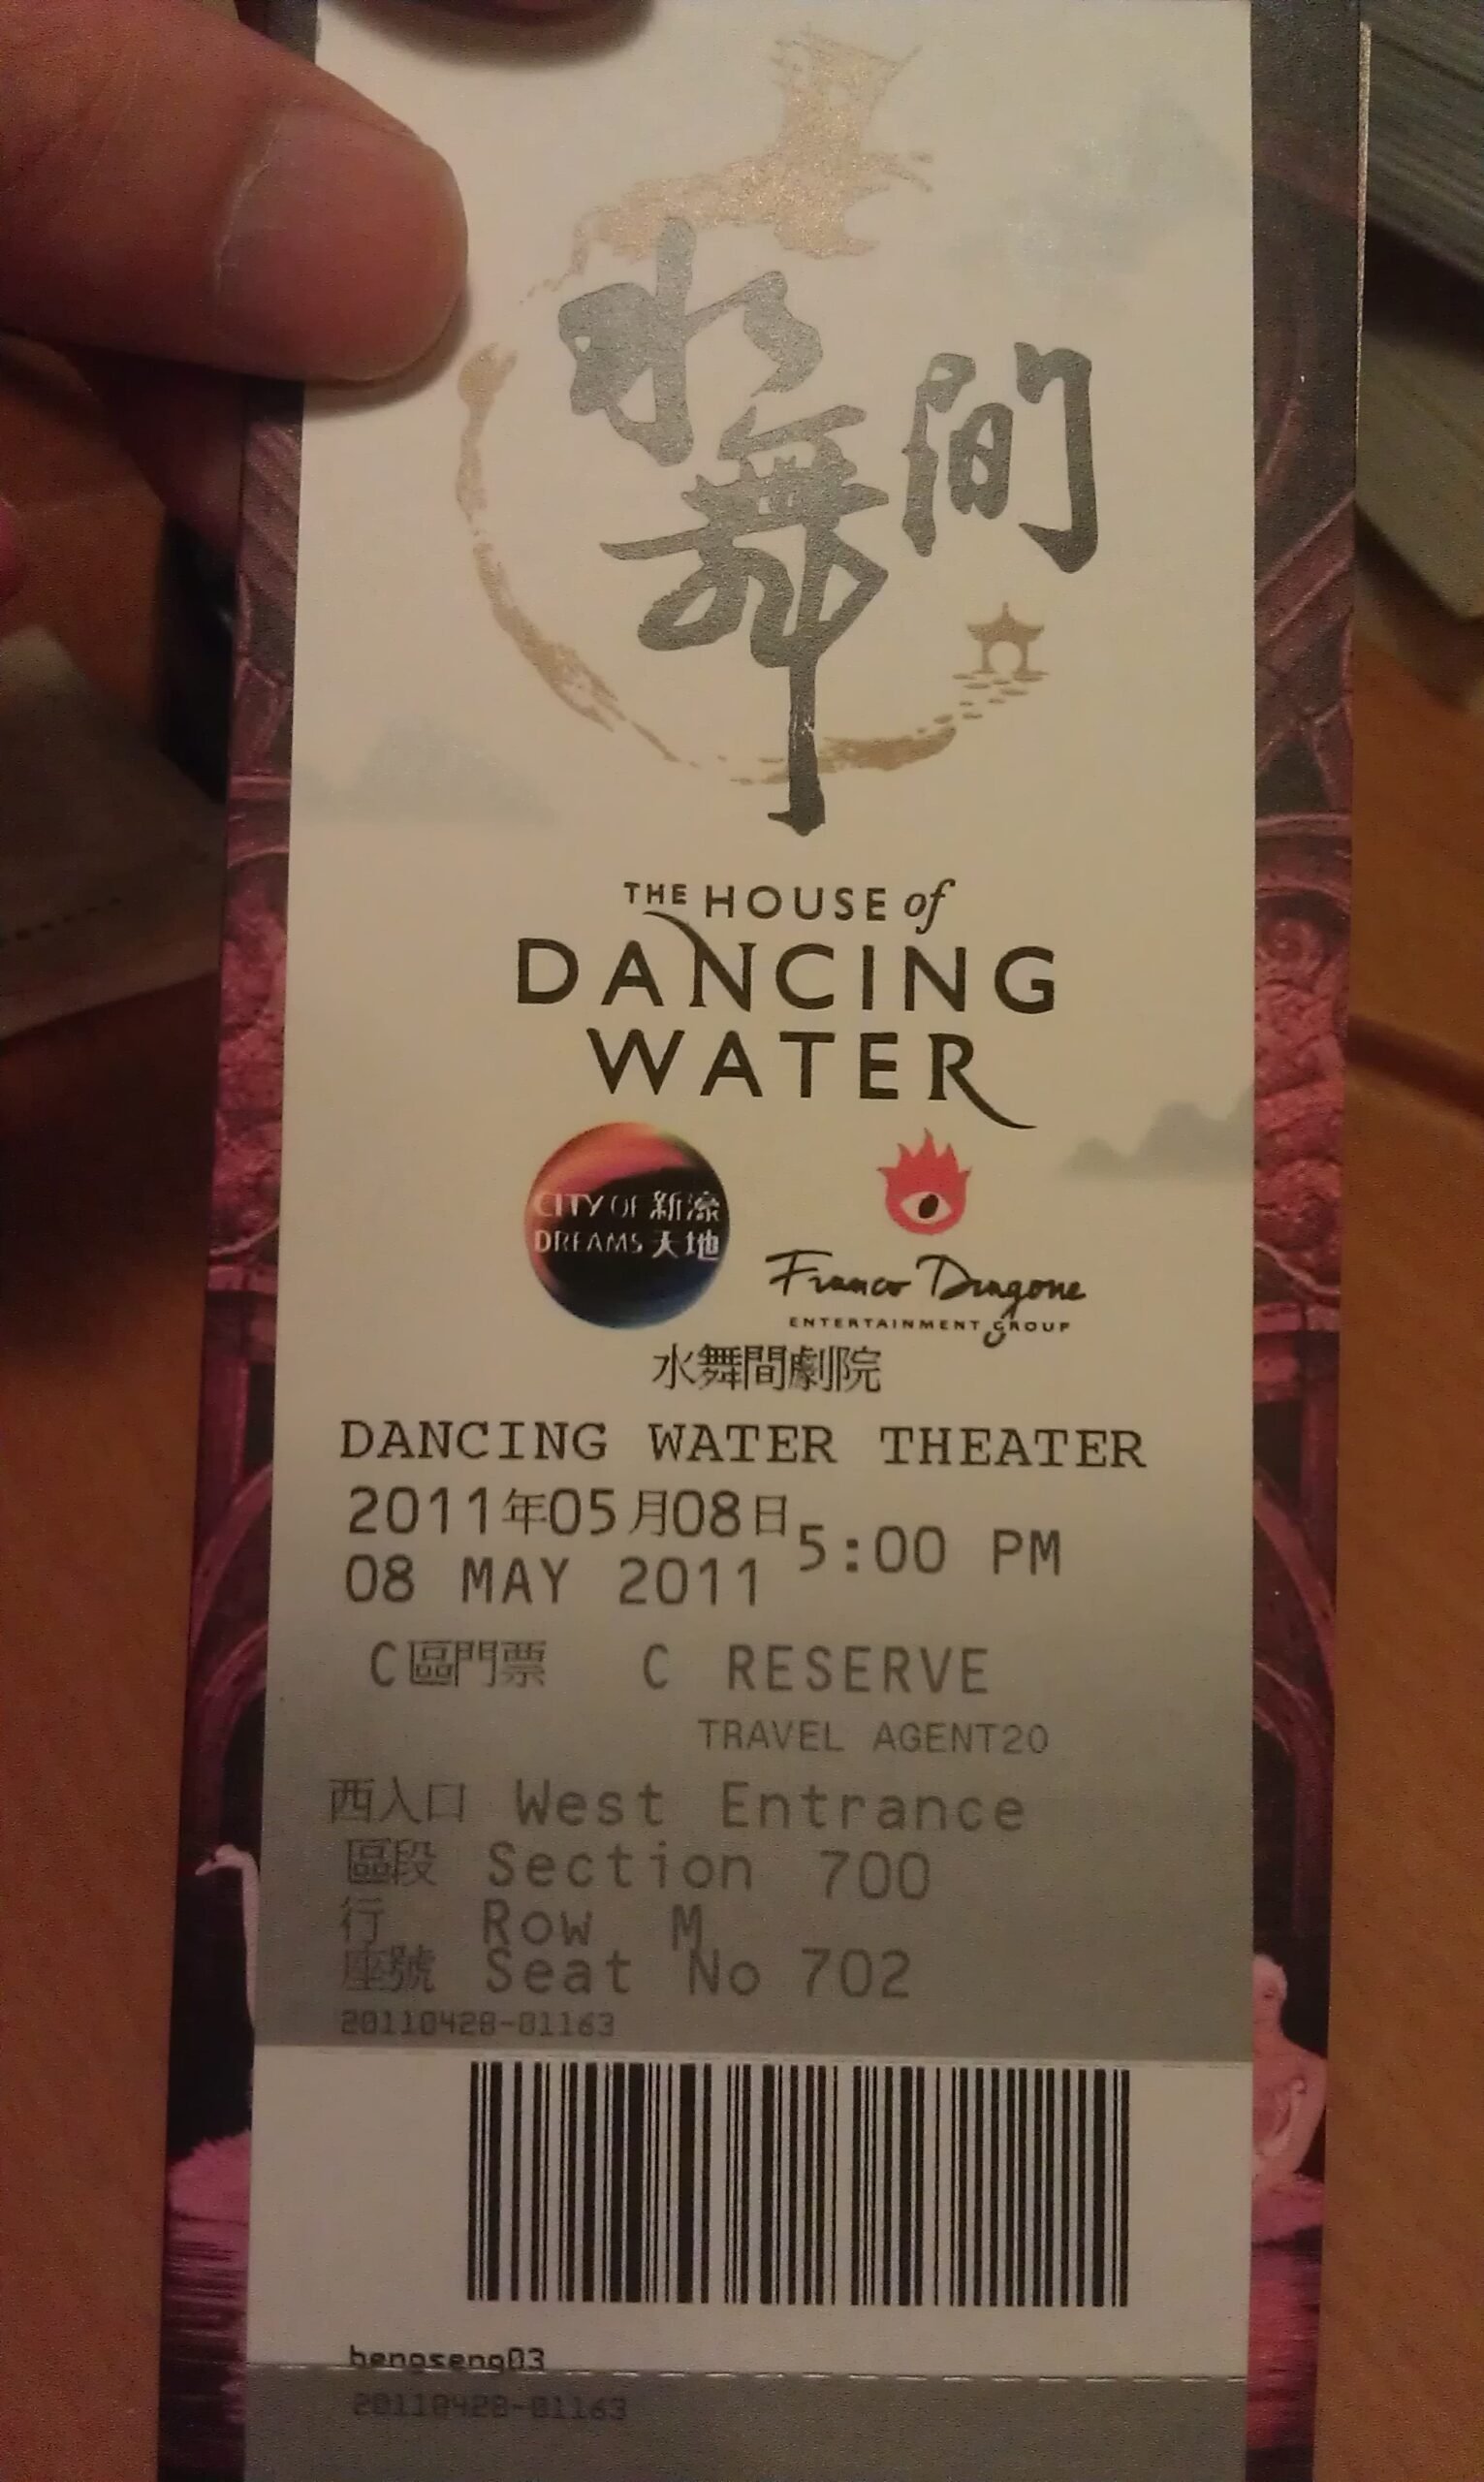 水舞間
THE HOUSE of
DANCING
WATER
CITY OF 新濠
DREAMS 天地
Franco Dragone
ENTERTAINMENT GROUP
水舞間劇院
DANCING WATER THEATER
2011年05月08日
08 MAY 2011 5:00 PM
C區門票 C RESERVE
TRAVEL AGENT20
西入口 West Entrance
區段 Section 700
行 Row M
座號 Seat No 702
20110428-01163
hengseng03
20110428-01163